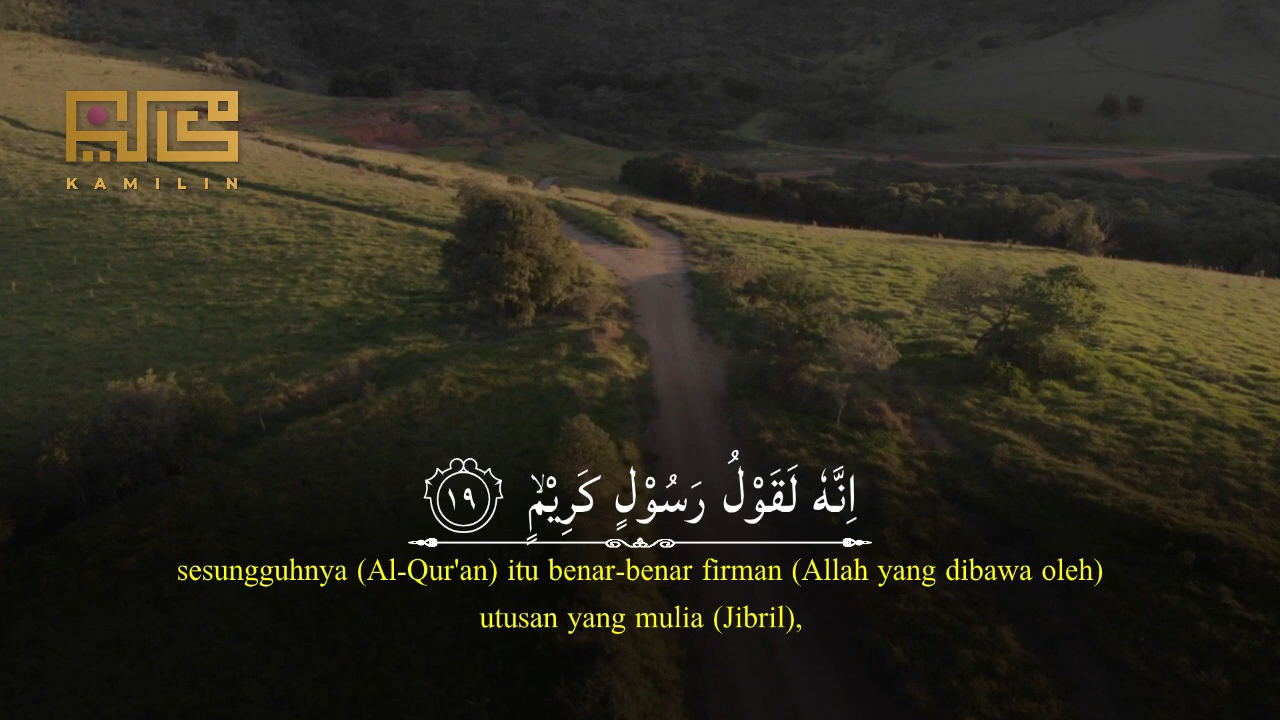 KAMILIN
اِنَّهٗ لَقَوْلُ رَسُوْلٍ كَرِيْمٍۙ ١٩
sesungguhnya (Al-Qur'an) itu benar-benar firman (Allah yang dibawa oleh)
utusan yang mulia (Jibril),